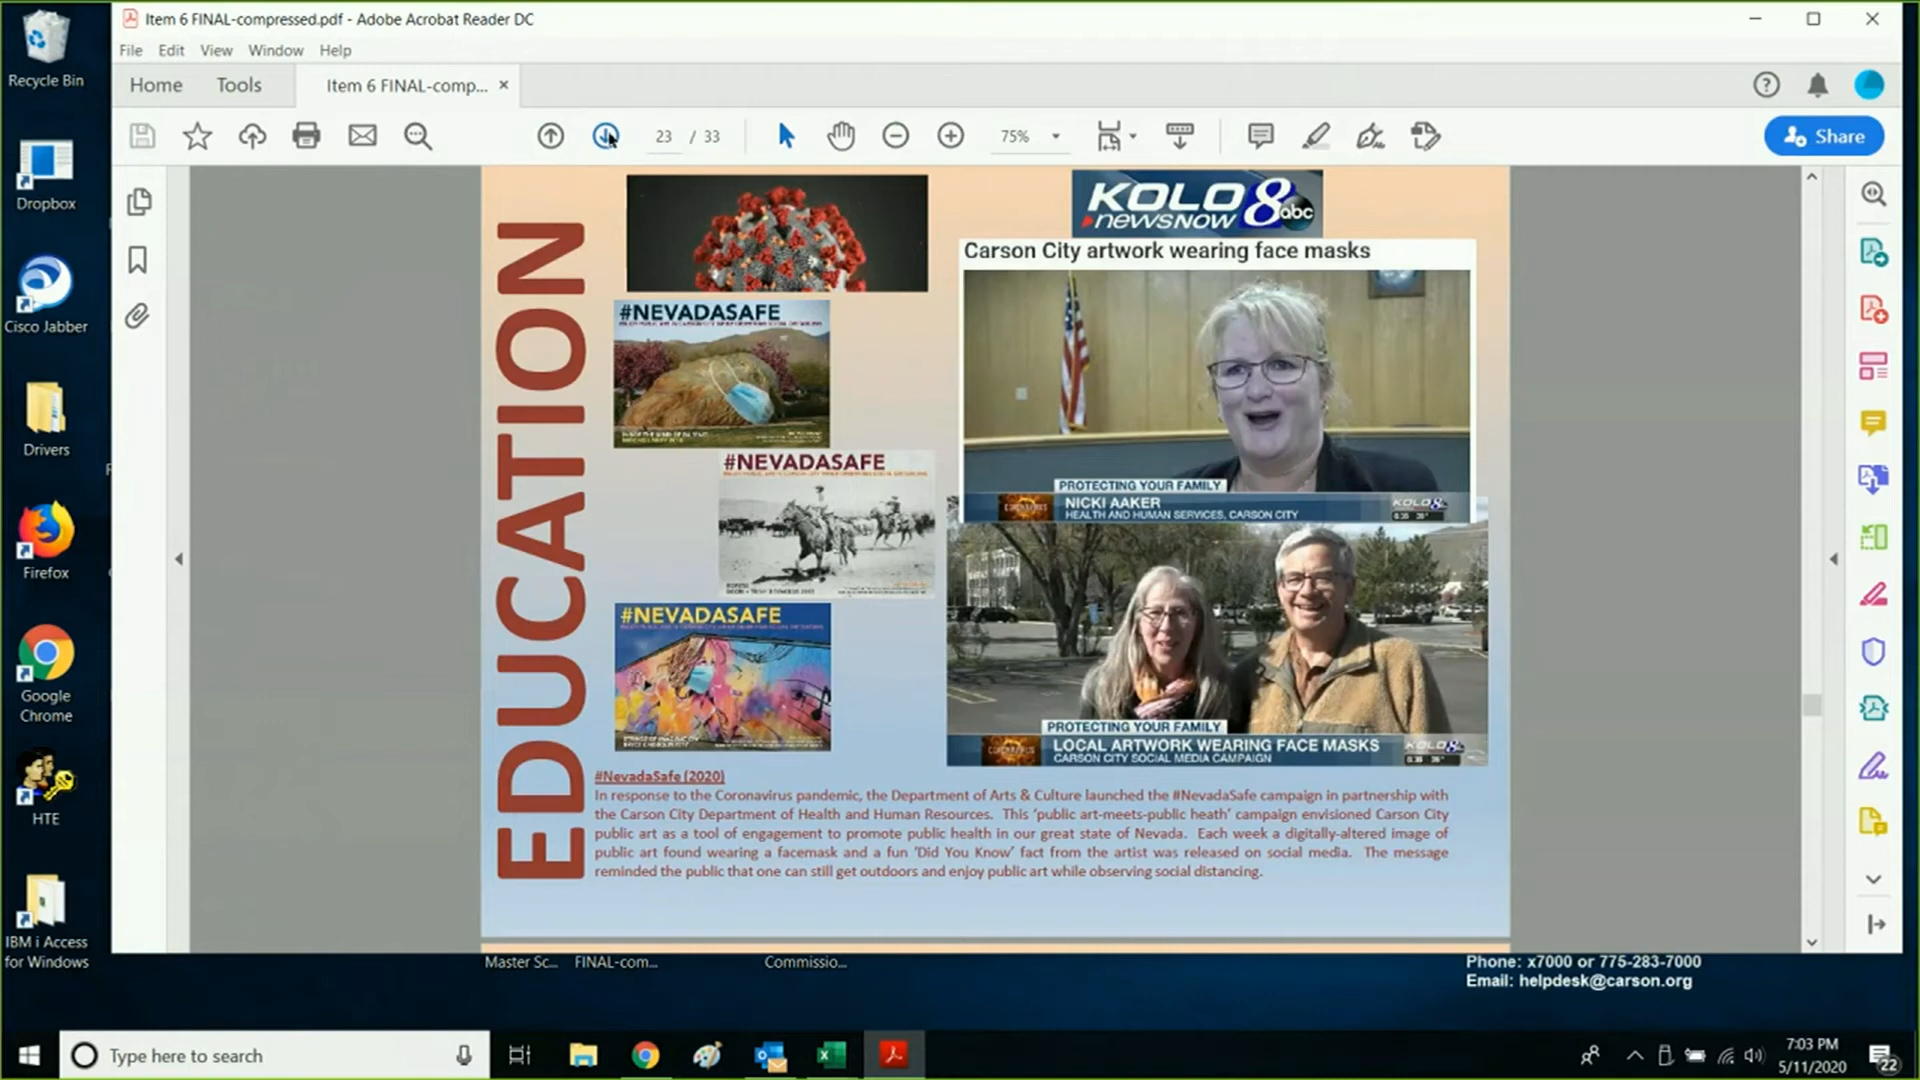 Item 6 FINAL-compressed.pdf - Adobe Acrobat Reader DC
File Edit View Window Help
Home Tools Item 6 FINAL-comp...
23 / 33
75%
Share
Recycle Bin
Dropbox
Cisco Jabber
Drivers
Firefox
Google
Chrome
HTE
IBM i Access
for Windows
EDUCATION
#NEVADASAFE
#NEVADASAFE
#NEVADASAFE
KOLO 8
NEWS NOW abc
Carson City artwork wearing face masks
PROTECTING YOUR FAMILY
NICKI AAKER
HEALTH AND HUMAN SERVICES, CARSON CITY
KOLO 8
PROTECTING YOUR FAMILY
LOCAL ARTWORK WEARING FACE MASKS
CARSON CITY SOCIAL MEDIA CAMPAIGN
KOLO 8
#NevadaSafe (2020)
In response to the Coronavirus pandemic, the Department of Arts & Culture launched the #NevadaSafe campaign in partnership with
the Carson City Department of Health and Human Resources. This 'public art-meets-public heath' campaign envisioned Carson City
public art as a tool of engagement to promote public health in our great state of Nevada. Each week a digitally-altered image of
public art found wearing a facemask and a fun 'Did You Know' fact from the artist was released on social media. The message
reminded the public that one can still get outdoors and enjoy public art while observing social distancing.
Master Sc... FINAL-com... Commissio...
Phone: x7000 or 775-283-7000
Email: helpdesk@carson.org
Type here to search
7:03 PM
5/11/2020
22